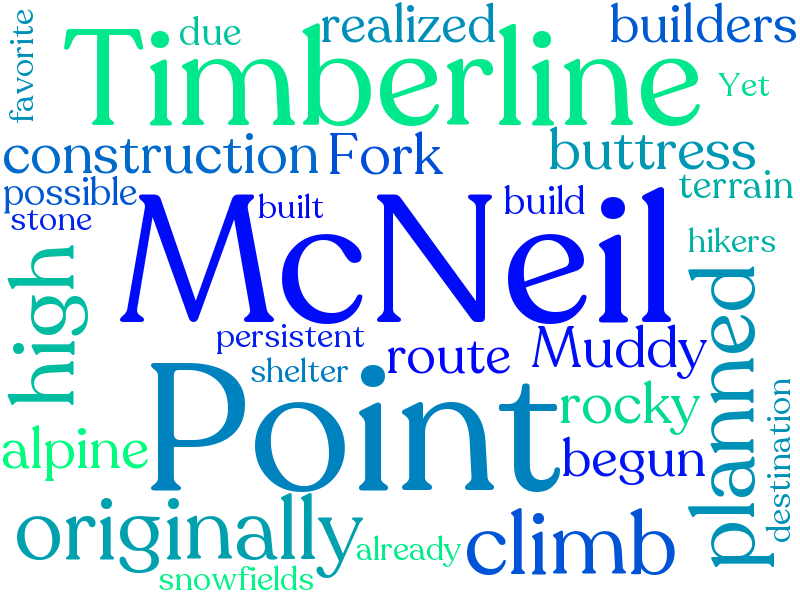 favorite
due
realized
builders
Timberline
Yet
construction
Fork
buttress
possible
terrain
stone
built
build
McNeil
hikers
high
persistent
route
Muddy
planned
shelter
Point
rocky
alpine
begun
destination
originally
already
climb
snowfields